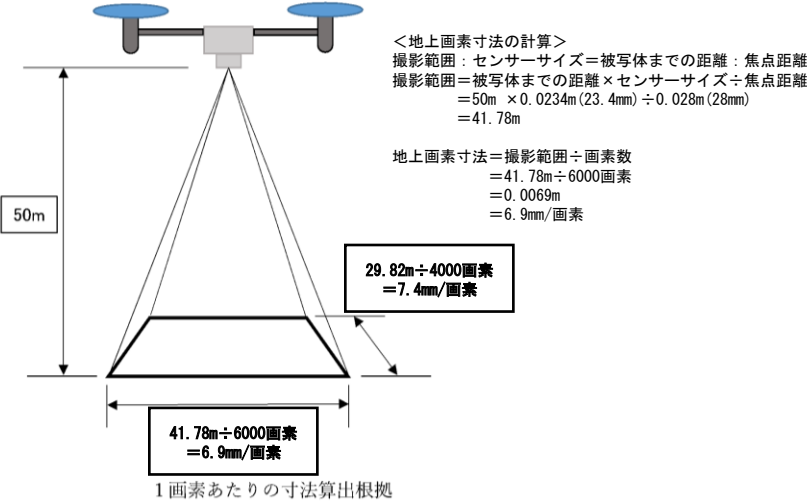 ＜地上画素寸法の計算＞
撮影範囲：センサーサイズ＝被写体までの距離：焦点距離
撮影範囲＝被写体までの距離×センサーサイズ÷焦点距離
＝50m ×0.0234m(23.4mm)÷0.028m(28mm)
＝41.78m
地上画素寸法＝撮影範囲÷画素数
＝41.78m÷6000画素
＝0.0069m
＝6.9mm/画素
50m
29.82m÷4000画素
＝7.4mm/画素
41.78m÷6000画素
＝6.9mm/画素
１画素あたりの寸法算出根拠